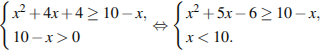 { x² + 4x + 4 ≥ 10 − x, ⇔ { x² + 5x − 6 ≥ 10 − x,
10 − x > 0 x < 10.